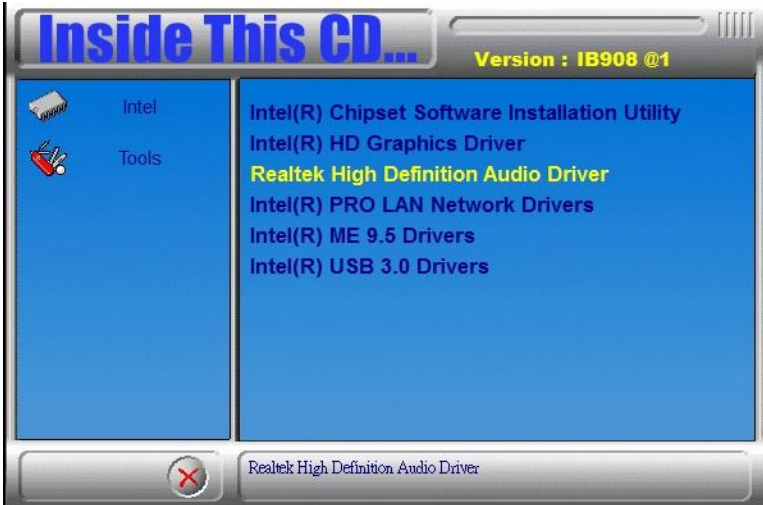 Inside This CD...
Version : IB908 @1
Intel
Tools
Intel(R) Chipset Software Installation Utility
Intel(R) HD Graphics Driver
Realtek High Definition Audio Driver
Intel(R) PRO LAN Network Drivers
Intel(R) ME 9.5 Drivers
Intel(R) USB 3.0 Drivers
Realtek High Definition Audio Driver